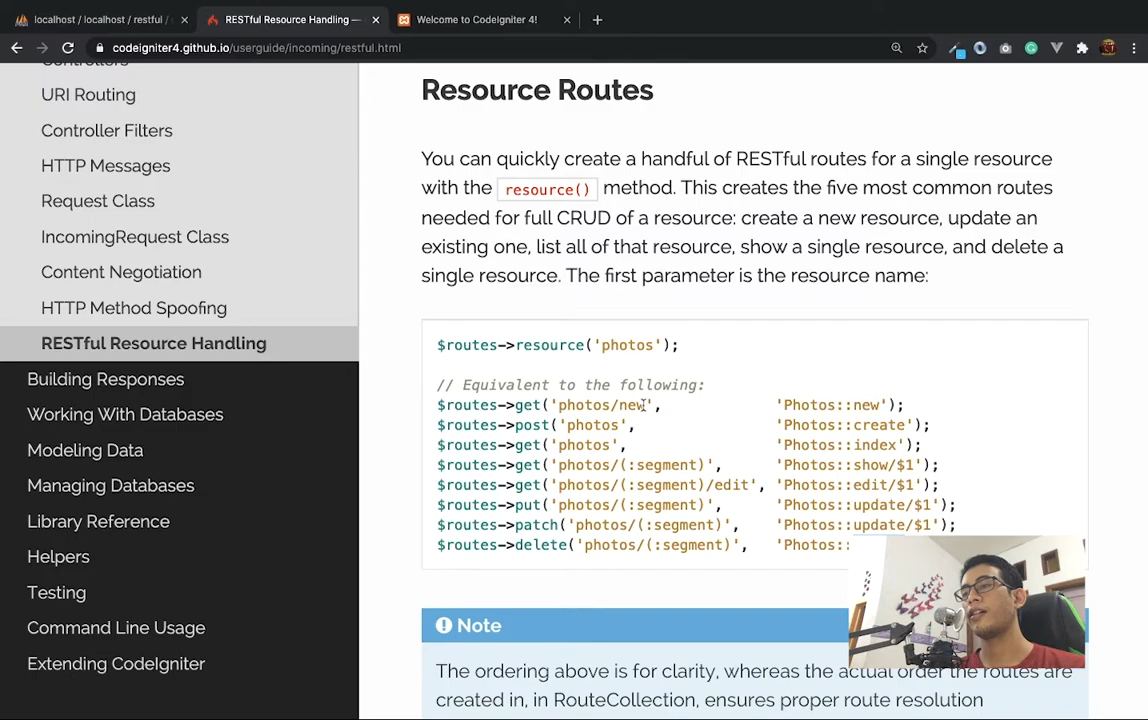 localhost / localhost / restful /
RESTful Resource Handling —
Welcome to CodeIgniter 4!
codeigniter4.github.io/userguide/incoming/restful.html
Controllers
URI Routing
Controller Filters
HTTP Messages
Request Class
IncomingRequest Class
Content Negotiation
HTTP Method Spoofing
RESTful Resource Handling
Building Responses
Working With Databases
Modeling Data
Managing Databases
Library Reference
Helpers
Testing
Command Line Usage
Extending CodeIgniter
Resource Routes
You can quickly create a handful of RESTful routes for a single resource
with the resource() method. This creates the five most common routes
needed for full CRUD of a resource: create a new resource, update an
existing one, list all of that resource, show a single resource, and delete a
single resource. The first parameter is the resource name:
$routes->resource('photos');
// Equivalent to the following:
$routes->get('photos/new', 'Photos::new');
$routes->post('photos', 'Photos::create');
$routes->get('photos', 'Photos::index');
$routes->get('photos/(:segment)', 'Photos::show/$1');
$routes->get('photos/(:segment)/edit', 'Photos::edit/$1');
$routes->put('photos/(:segment)', 'Photos::update/$1');
$routes->patch('photos/(:segment)', 'Photos::update/$1');
$routes->delete('photos/(:segment)', 'Photos::
Note
The ordering above is for clarity, whereas the actual order the routes are
created in, in RouteCollection, ensures proper route resolution